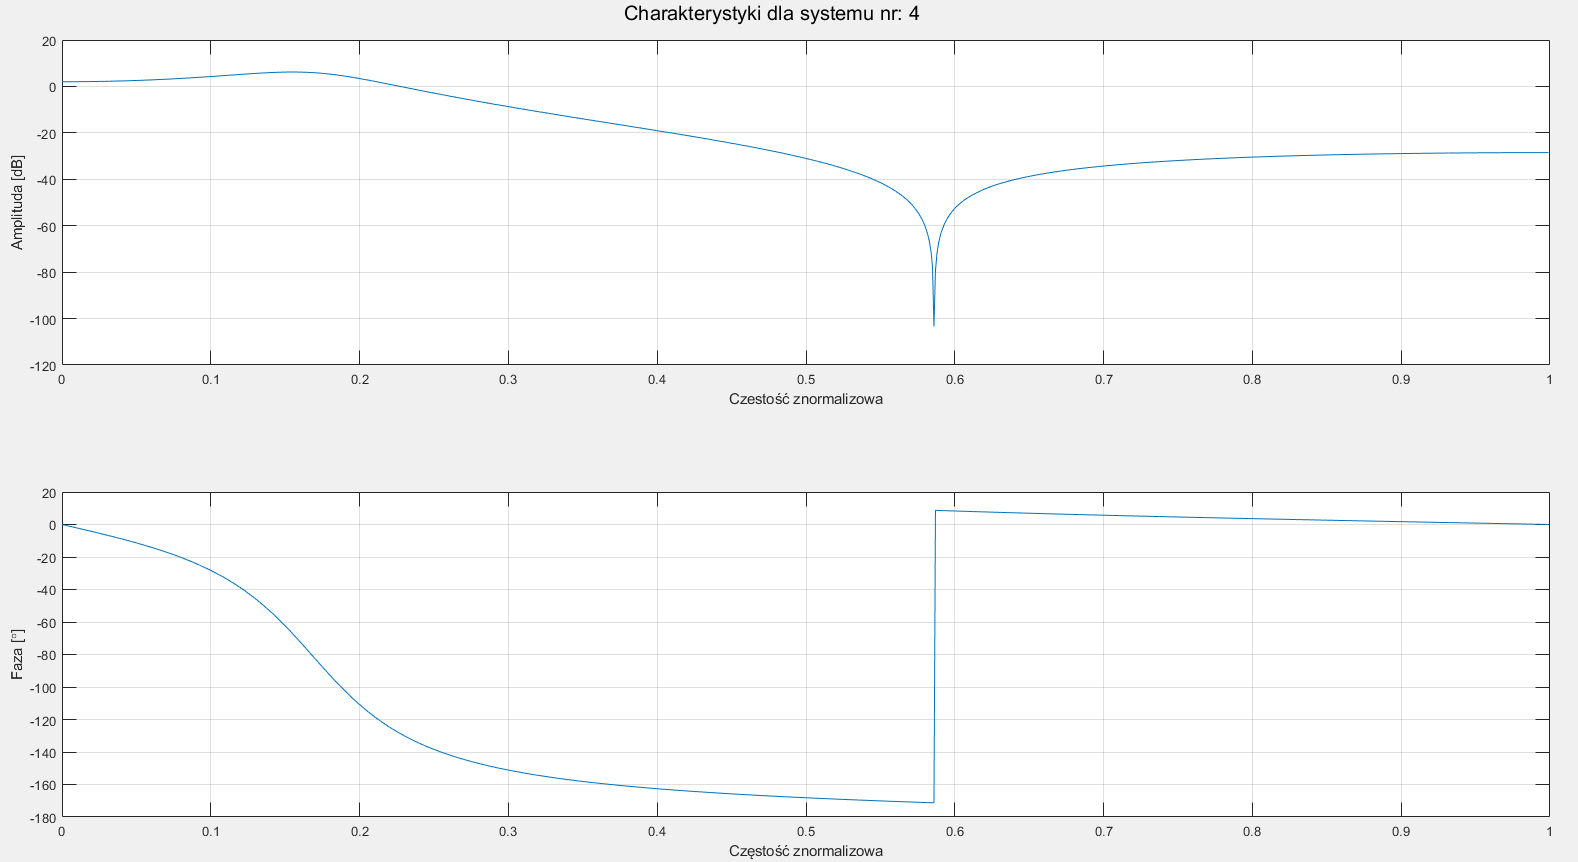 Charakterystyki dla systemu nr: 4
20
0
-20
-40
-60
-80
-100
-120
Amplituda [dB]
0 0.1 0.2 0.3 0.4 0.5 0.6 0.7 0.8 0.9 1
Czestość znormalizowa
20
0
-20
-40
-60
-80
-100
-120
-140
-160
-180
Faza [°]
0 0.1 0.2 0.3 0.4 0.5 0.6 0.7 0.8 0.9 1
Częstość znormalizowa